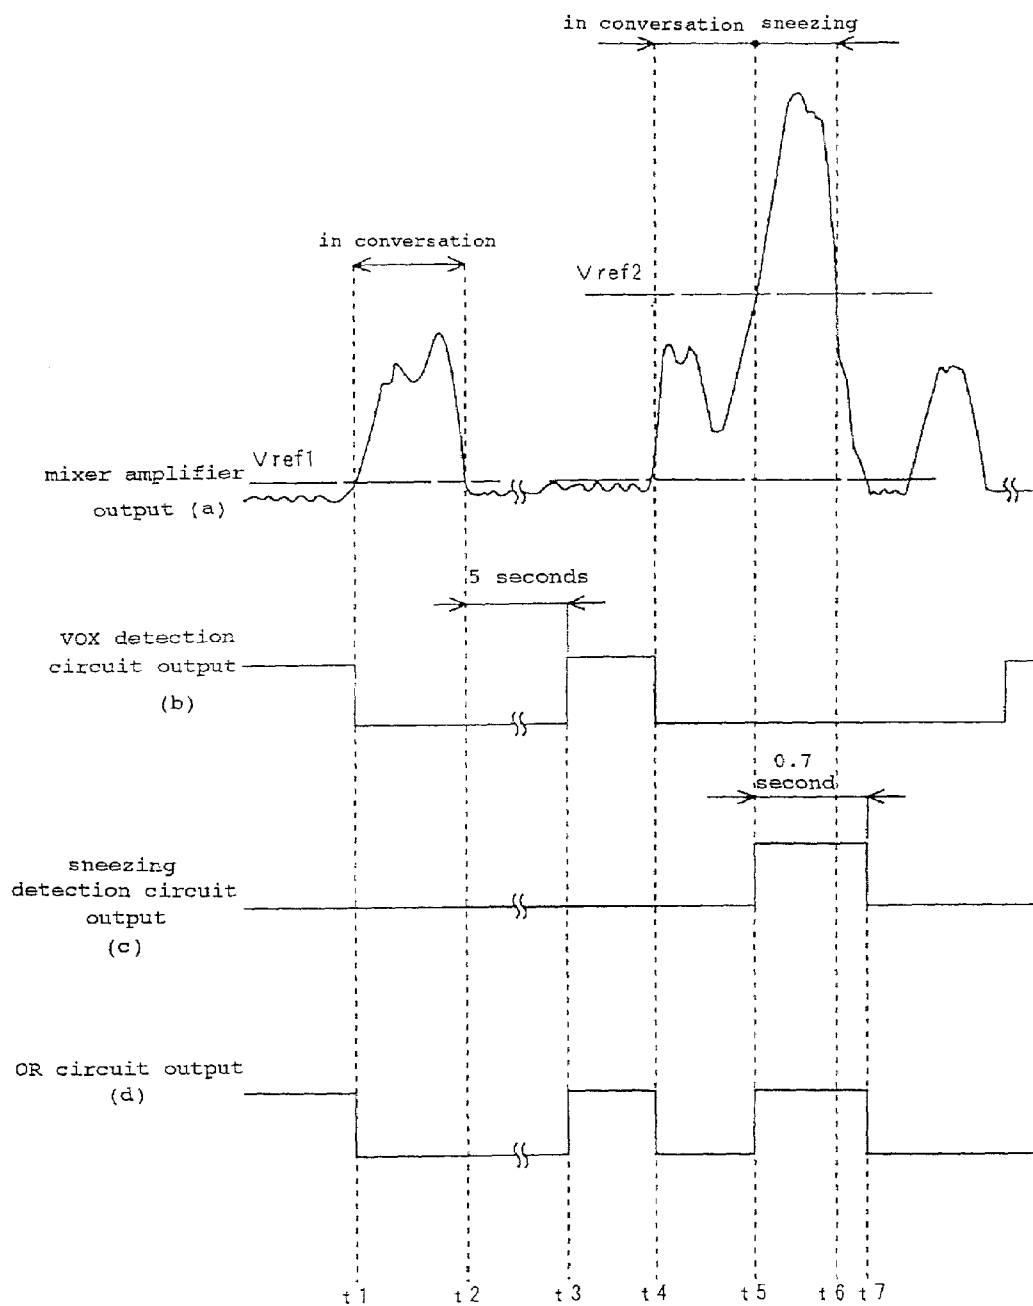 in conversation sneezing
in conversation
Vref2
Vref1
mixer amplifier
output (a)
5 seconds
VOX detection
circuit output
(b)
0.7
second
sneezing
detection circuit
output
(c)
OR circuit output
(d)
t1 t2 t3 t4 t5 t6 t7